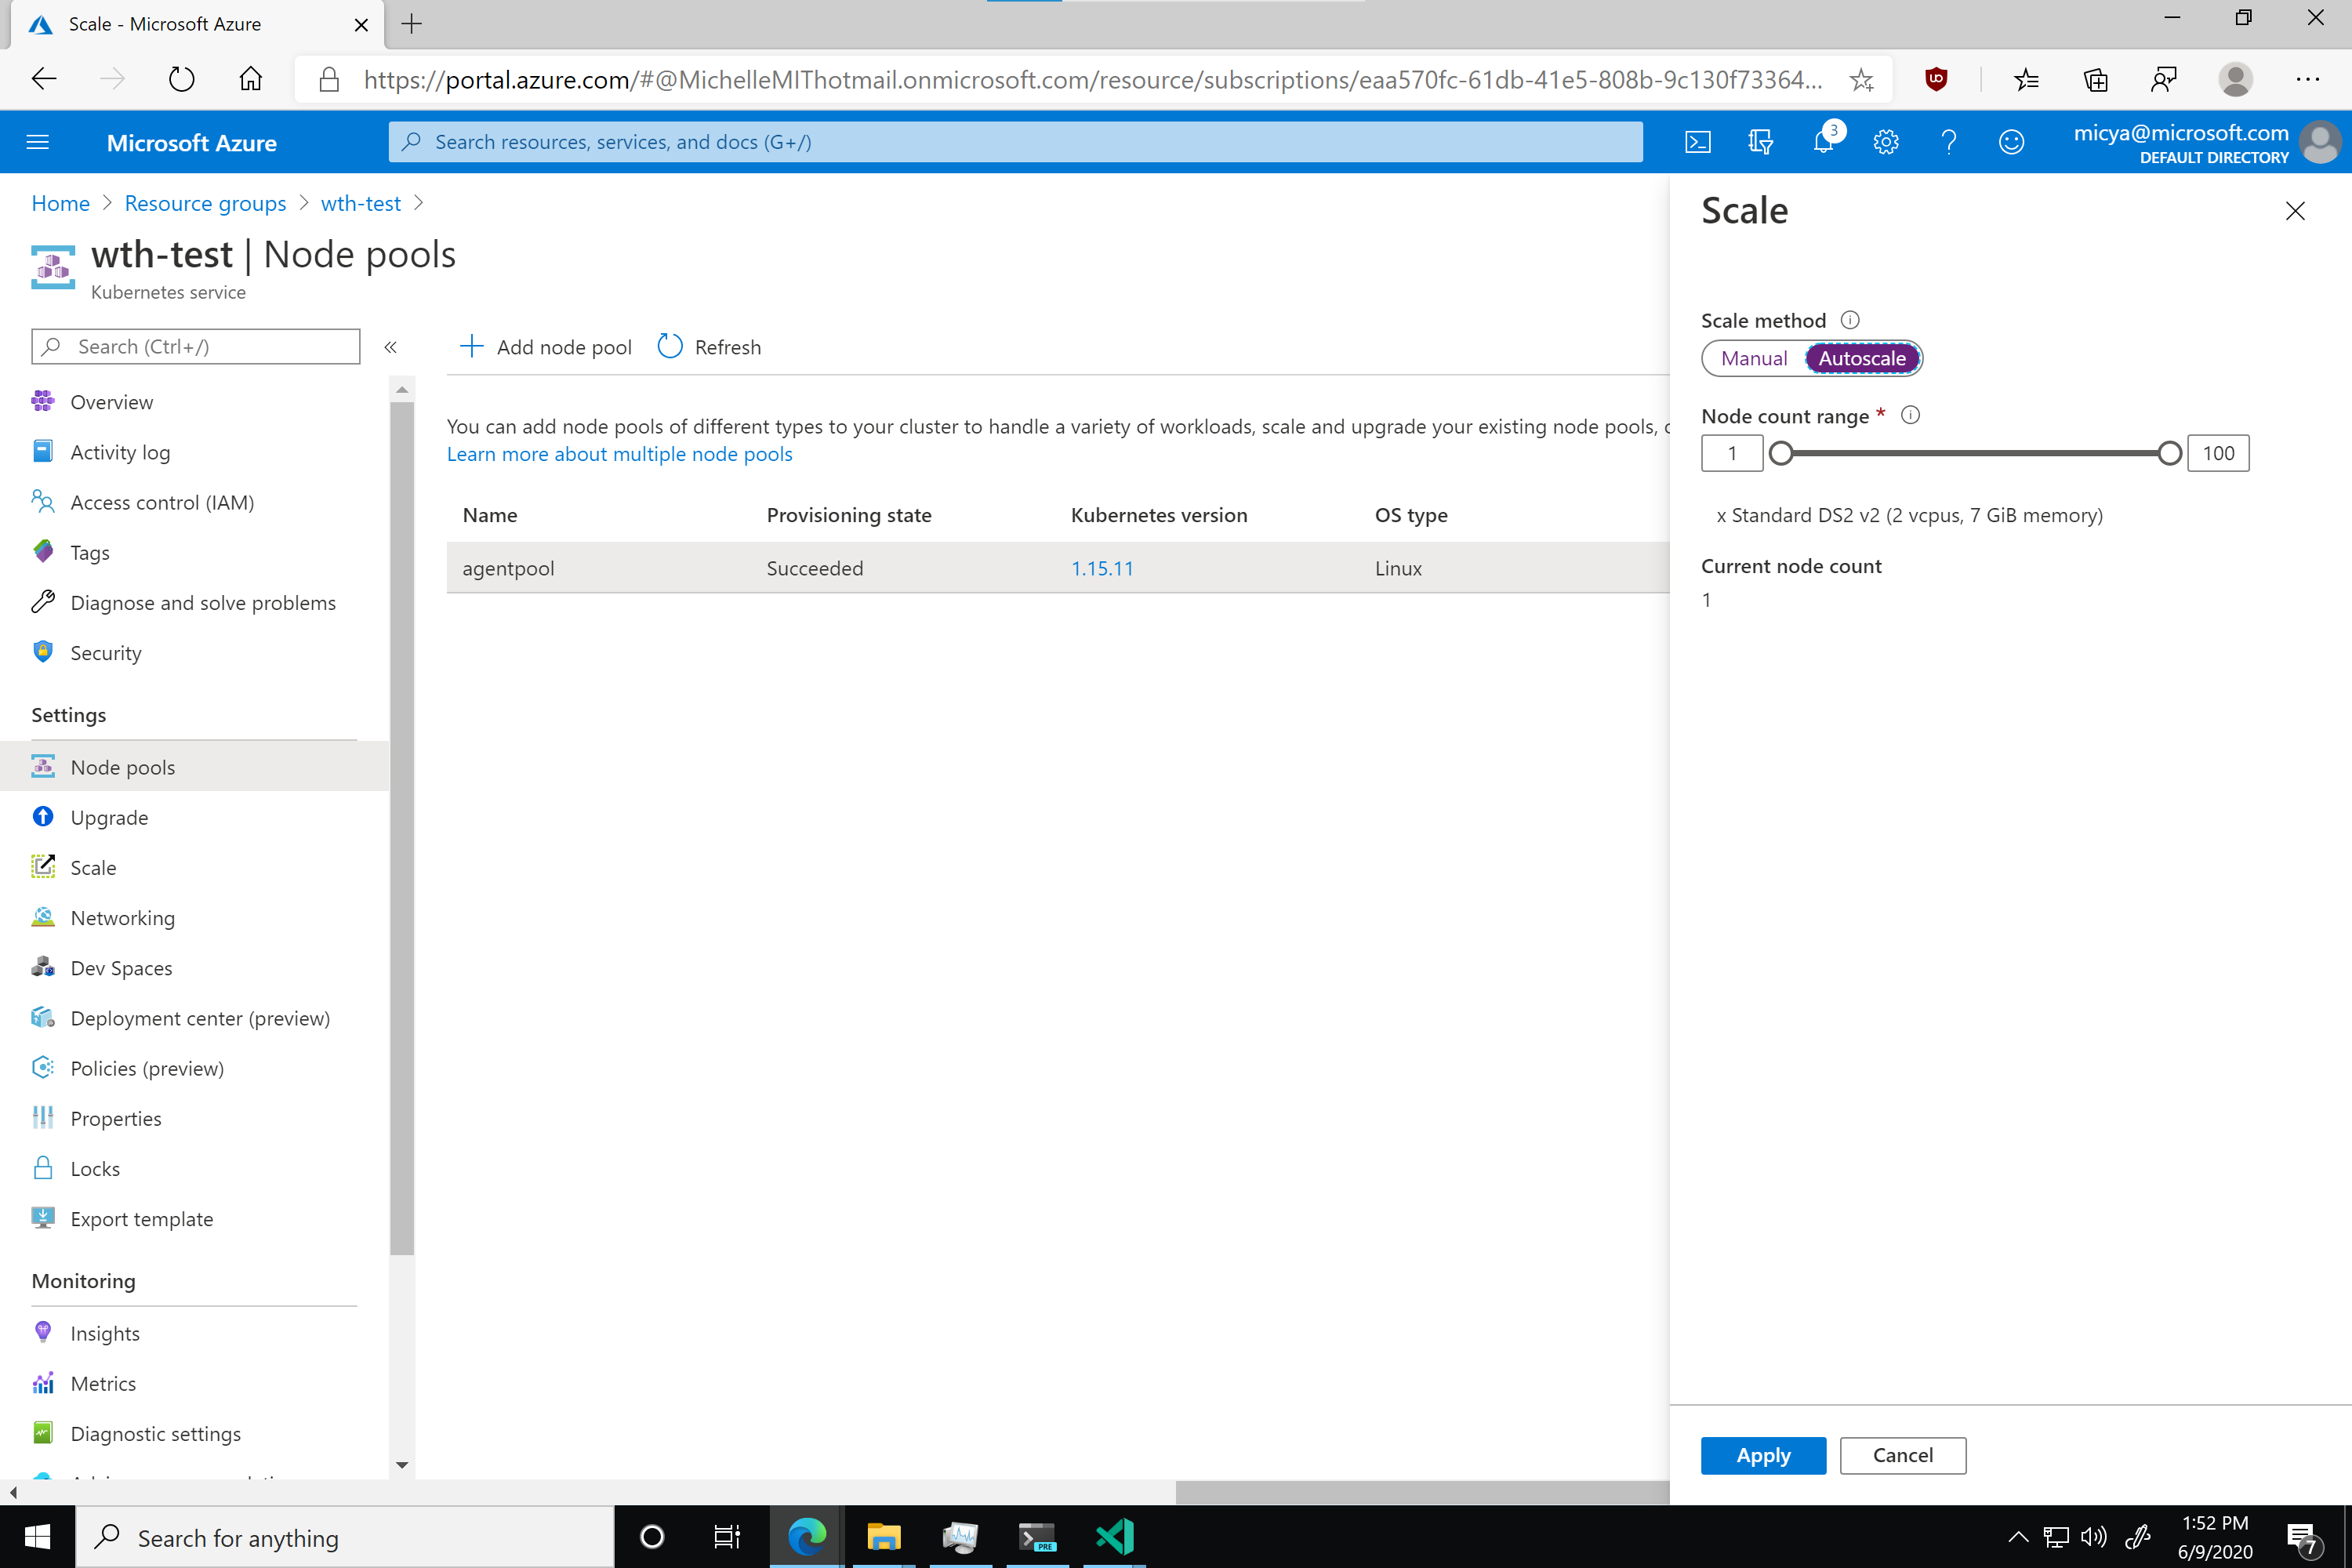 Scale - Microsoft Azure
https://portal.azure.com/#@MichelleMIThotmail.onmicrosoft.com/resource/subscriptions/eaa570fc-61db-41e5-808b-9c130f73364...
Microsoft Azure
Search resources, services, and docs (G+/)
3
micya@microsoft.com
DEFAULT DIRECTORY
Home > Resource groups > wth-test >
wth-test | Node pools
Kubernetes service
Search (Ctrl+/)
«
Overview
Activity log
Access control (IAM)
Tags
Diagnose and solve problems
Security
Settings
Node pools
Upgrade
Scale
Networking
Dev Spaces
Deployment center (preview)
Policies (preview)
Properties
Locks
Export template
Monitoring
Insights
Metrics
Diagnostic settings
Add node pool
Refresh
You can add node pools of different types to your cluster to handle a variety of workloads, scale and upgrade your existing node pools,
Learn more about multiple node pools
Name Provisioning state Kubernetes version OS type
agentpool Succeeded 1.15.11 Linux
Scale
Scale method
Manual Autoscale
Node count range *
1 100
x Standard DS2 v2 (2 vcpus, 7 GiB memory)
Current node count
1
Apply Cancel
Search for anything
PRE
1:52 PM
6/9/2020
7